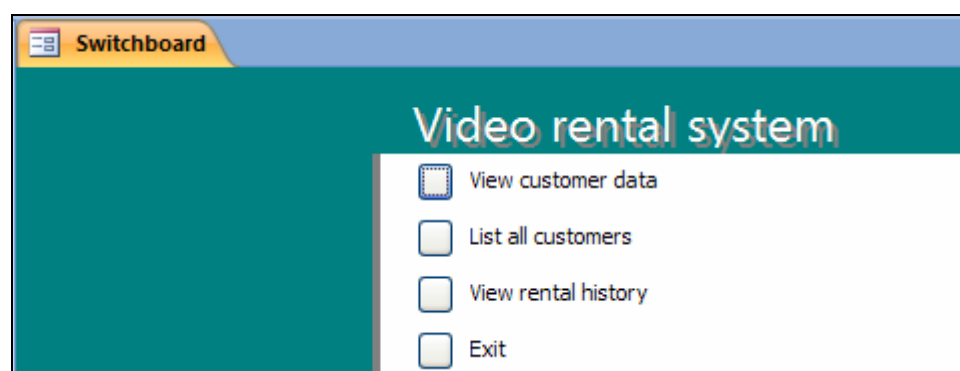 Switchboard
Video rental system
View customer data
List all customers
View rental history
Exit